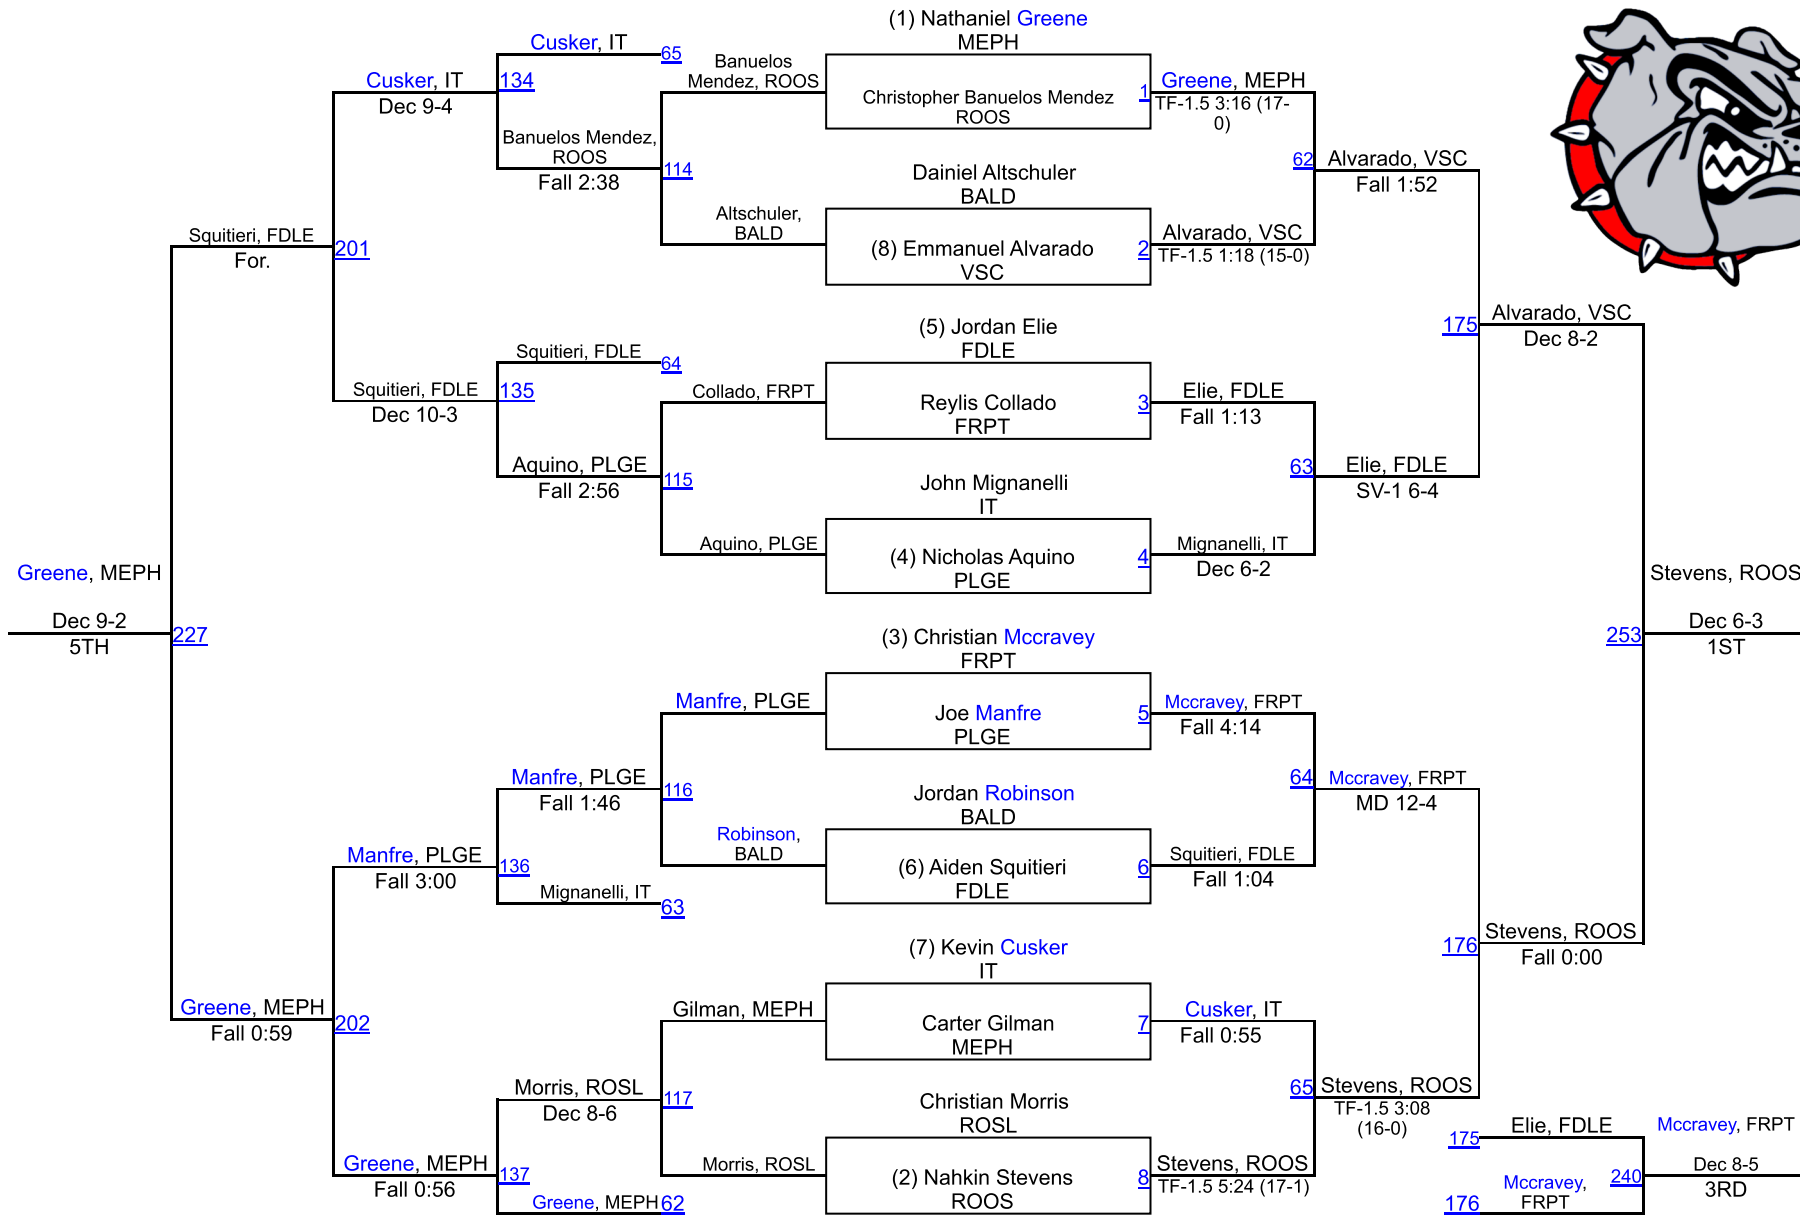 (1) Nathaniel Greene
MEPH
Christopher Banuelos Mendez
ROOS
1
Dainiel Altschuler
BALD
(8) Emmanuel Alvarado
VSC
2
(5) Jordan Elie
FDLE
Reylis Collado
FRPT
3
John Mignanelli
IT
(4) Nicholas Aquino
PLGE
4
(3) Christian Mccravey
FRPT
Joe Manfre
PLGE
5
Jordan Robinson
BALD
(6) Aiden Squitieri
FDLE
6
(7) Kevin Cusker
IT
Carter Gilman
MEPH
7
Christian Morris
ROSL
(2) Nahkin Stevens
ROOS
8
Greene, MEPH
TF-1.5 3:16 (17-
0)
Alvarado, VSC
TF-1.5 1:18 (15-0)
Elie, FDLE
Fall 1:13
Mignanelli, IT
Dec 6-2
Mccravey, FRPT
Fall 4:14
Squitieri, FDLE
Fall 1:04
Cusker, IT
Fall 0:55
Stevens, ROOS
TF-1.5 5:24 (17-1)
62
Alvarado, VSC
Fall 1:52
63
Elie, FDLE
SV-1 6-4
64
Mccravey, FRPT
MD 12-4
65
Stevens, ROOS
TF-1.5 3:08
(16-0)
175
Alvarado, VSC
Dec 8-2
176
Stevens, ROOS
Fall 0:00
253
Stevens, ROOS
Dec 6-3
1ST
175
Elie, FDLE
176
Mccravey,
FRPT
240
Mccravey, FRPT
Dec 8-5
3RD
Banuelos
Mendez, ROOS
Altschuler,
BALD
Collado, FRPT
Aquino, PLGE
Manfre, PLGE
Robinson,
BALD
Gilman, MEPH
Morris, ROSL
Cusker, IT
65
114
Banuelos Mendez,
ROOS
Fall 2:38
Squitieri, FDLE
64
115
Aquino, PLGE
Fall 2:56
116
Manfre, PLGE
Fall 1:46
Mignanelli, IT
63
117
Morris, ROSL
Dec 8-6
Greene, MEPH
62
134
Cusker, IT
Dec 9-4
135
Squitieri, FDLE
Dec 10-3
136
Manfre, PLGE
Fall 3:00
137
Greene, MEPH
Fall 0:56
201
Squitieri, FDLE
For.
202
Greene, MEPH
Fall 0:59
227
Greene, MEPH
Dec 9-2
5TH